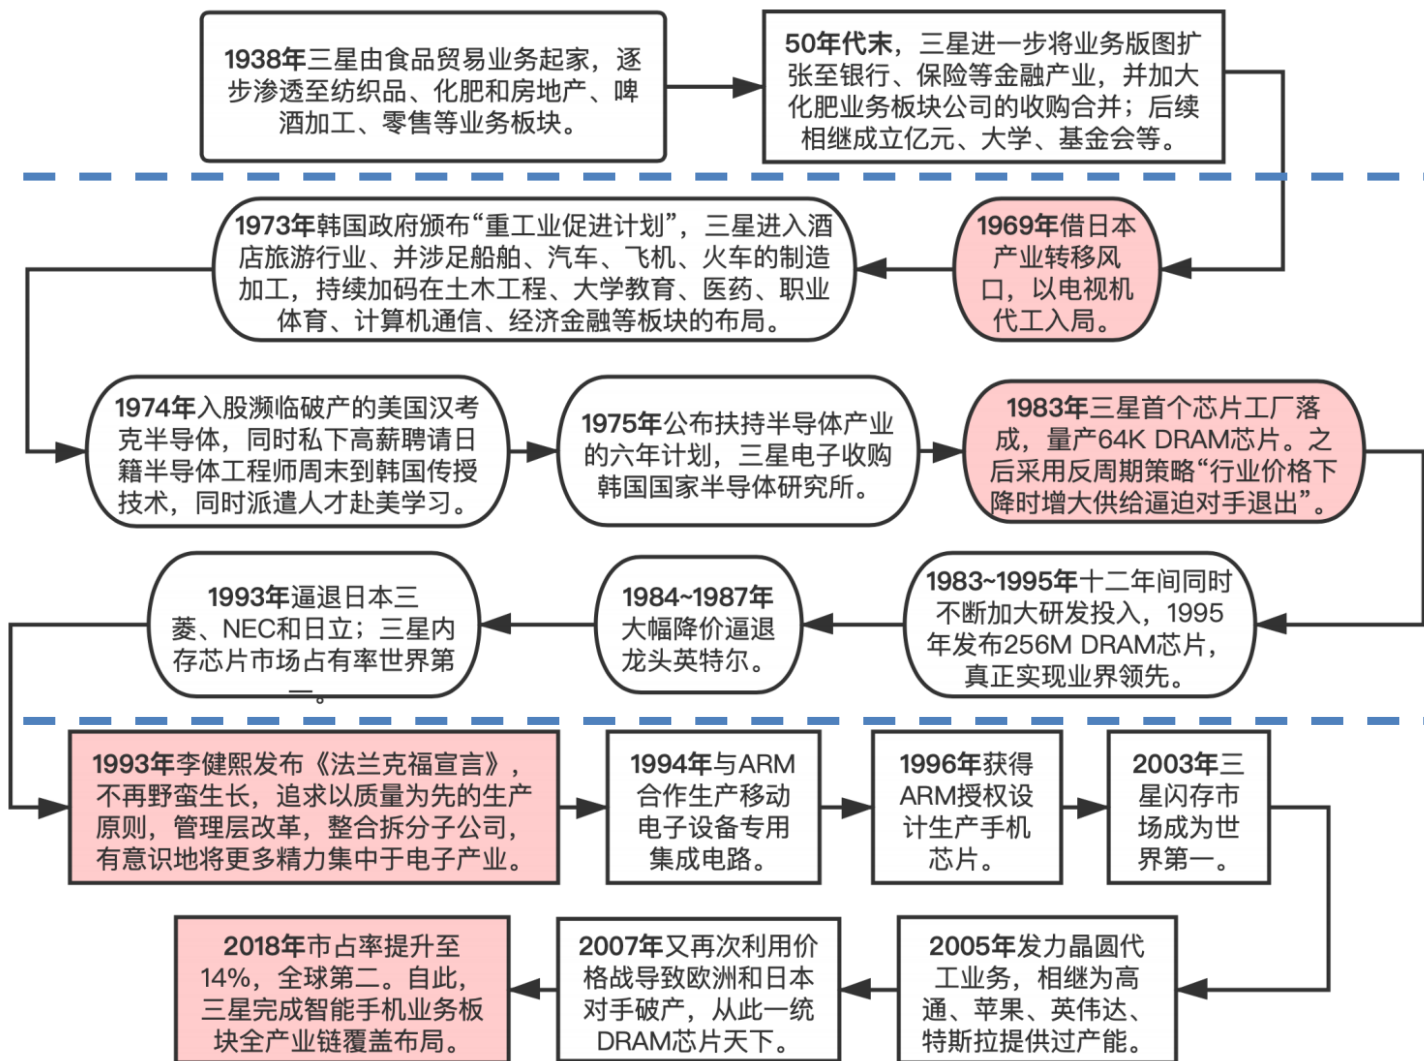 1938年三星由食品贸易业务起家，逐
步渗透至纺织品、化肥和房地产、啤
酒加工、零售等业务板块。
50年代末，三星进一步将业务版图扩
张至银行、保险等金融产业，并加大
化肥业务板块公司的收购合并；后续
相继成立亿元、大学、基金会等。
1969年借日本
产业转移风
口，以电视机
代工入局。
1973年韩国政府颁布“重工业促进计划”，三星进入酒
店旅游行业、并涉足船舶、汽车、飞机、火车的制造
加工，持续加码在土木工程、大学教育、医药、职业
体育、计算机通信、经济金融等板块的布局。
1974年入股濒临破产的美国汉考
克半导体，同时私下高薪聘请日
籍半导体工程师周末到韩国传授
技术，同时派遣人才赴美学习。
1975年公布扶持半导体产业
的六年计划，三星电子收购
韩国国家半导体研究所。
1983年三星首个芯片工厂落
成，量产64K DRAM芯片。之
后采用反周期策略“行业价格下
降时增大供给逼迫对手退出”。
1983~1995年十二年间同时
不断加大研发投入，1995
年发布256M DRAM芯片，
真正实现业界领先。
1984~1987年
大幅降价逼退
龙头英特尔。
1993年逼退日本三
菱、NEC和日立；三星内
存芯片市场占有率世界第
一。
1993年李健熙发布《法兰克福宣言》，
不再野蛮生长，追求以质量为先的生产
原则，管理层改革，整合拆分子公司，
有意识地将更多精力集中于电子产业。
1994年与ARM
合作生产移动
电子设备专用
集成电路。
1996年获得
ARM授权设
计生产手机
芯片。
2003年三
星闪存市
场成为世
界第一。
2005年发力晶圆代
工业务，相继为高
通、苹果、英伟达、
特斯拉提供过产能。
2007年又再次利用价
格战导致欧洲和日本
对手破产，从此一统
DRAM芯片天下。
2018年市占率提升至
14%，全球第二。自此，
三星完成智能手机业务板
块全产业链覆盖布局。